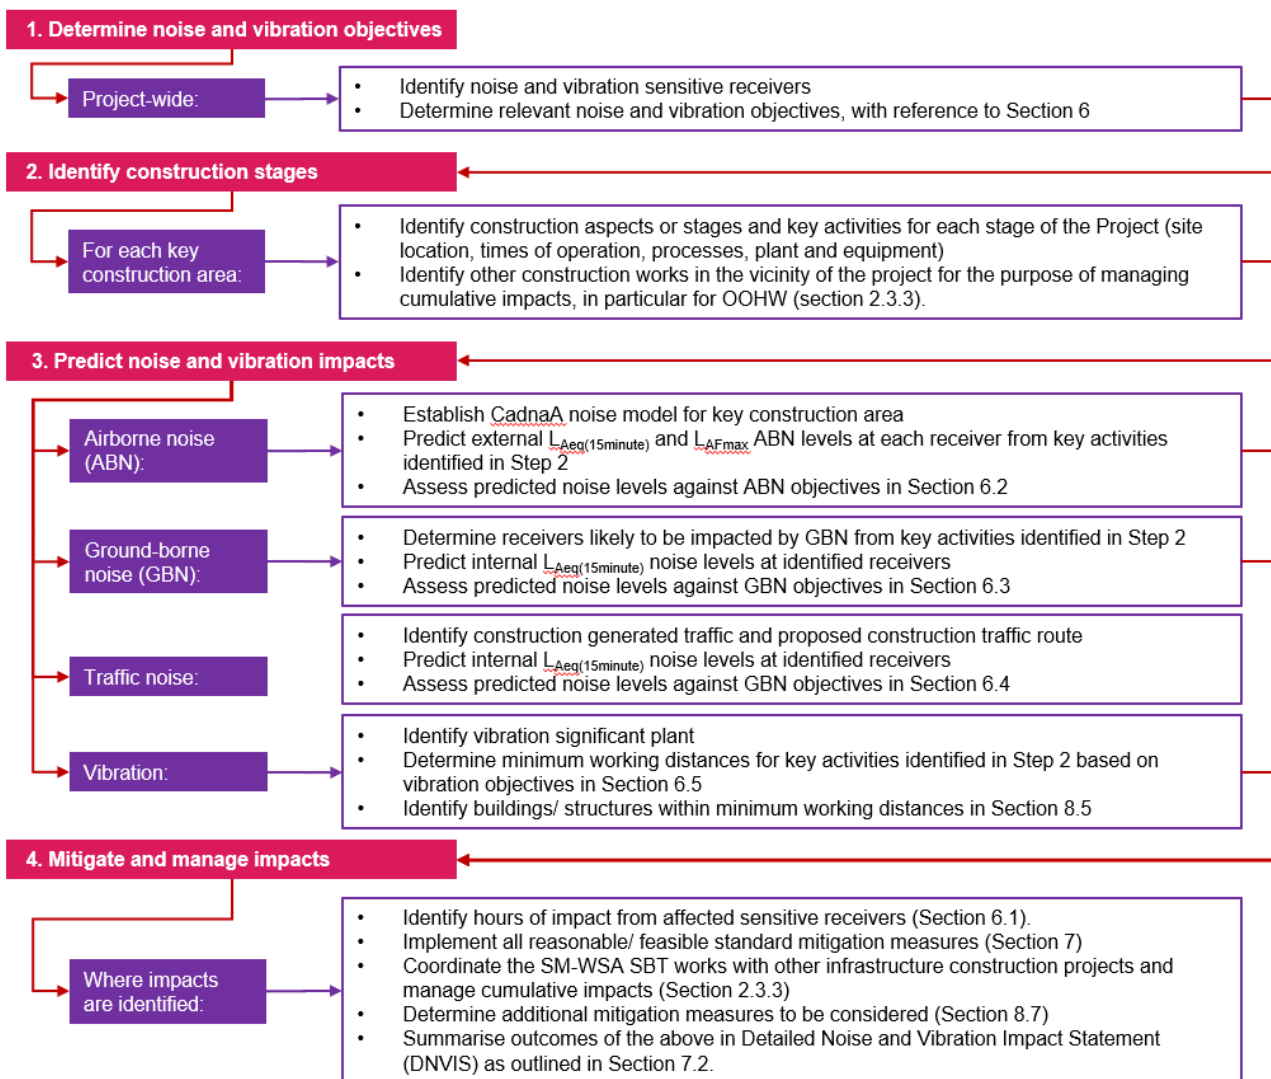 1. Determine noise and vibration objectives
Project-wide:
• Identify noise and vibration sensitive receivers
• Determine relevant noise and vibration objectives, with reference to Section 6
2. Identify construction stages
For each key
construction area:
• Identify construction aspects or stages and key activities for each stage of the Project (site
location, times of operation, processes, plant and equipment)
• Identify other construction works in the vicinity of the project for the purpose of managing
cumulative impacts, in particular for OOHW (section 2.3.3).
3. Predict noise and vibration impacts
Airborne noise
(ABN):
• Establish CadnaA noise model for key construction area
• Predict external LAeq(15minute) and LAFmax ABN levels at each receiver from key activities
identified in Step 2
• Assess predicted noise levels against ABN objectives in Section 6.2
Ground-borne
noise (GBN):
• Determine receivers likely to be impacted by GBN from key activities identified in Step 2
• Predict internal LAeq(15minute) noise levels at identified receivers
• Assess predicted noise levels against GBN objectives in Section 6.3
Traffic noise:
• Identify construction generated traffic and proposed construction traffic route
• Predict internal LAeq(15minute) noise levels at identified receivers
• Assess predicted noise levels against GBN objectives in Section 6.4
Vibration:
• Identify vibration significant plant
• Determine minimum working distances for key activities identified in Step 2 based on
vibration objectives in Section 6.5
• Identify buildings/ structures within minimum working distances in Section 8.5
4. Mitigate and manage impacts
Where impacts
are identified:
• Identify hours of impact from affected sensitive receivers (Section 6.1).
• Implement all reasonable/ feasible standard mitigation measures (Section 7)
• Coordinate the SM-WSA SBT works with other infrastructure construction projects and
manage cumulative impacts (Section 2.3.3)
• Determine additional mitigation measures to be considered (Section 8.7)
• Summarise outcomes of the above in Detailed Noise and Vibration Impact Statement
(DNVIS) as outlined in Section 7.2.